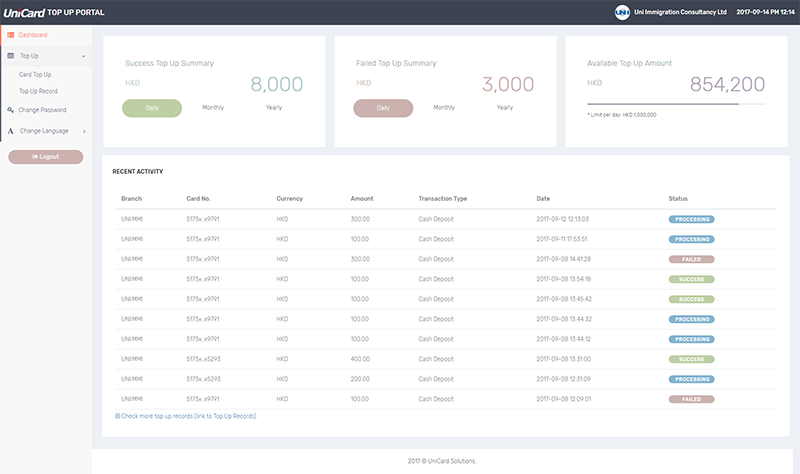 UniCard TOP UP PORTAL
Uni Immigration Consultancy Ltd 2017-09-14 PM 12:14
Dashboard
Top Up
Card Top Up
Top Up Record
Change Password
Change Language
Logout
Success Top Up Summary
HKD 8,000
Daily Monthly Yearly
Failed Top Up Summary
HKD 3,000
Daily Monthly Yearly
Available Top Up Amount
HKD 854,200
* Limit per day: HKD 1,000,000
RECENT ACTIVITY
Branch Card No. Currency Amount Transaction Type Date Status
UNIIMMI 5173x..x9791 HKD 300.00 Cash Deposit 2017-09-12 12:13:03 PROCESSING
UNIIMMI 5173x..x9791 HKD 100.00 Cash Deposit 2017-09-11 17:53:51 PROCESSING
UNIIMMI 5173x..x9791 HKD 300.00 Cash Deposit 2017-09-08 14:41:28 FAILED
UNIIMMI 5173x..x9791 HKD 100.00 Cash Deposit 2017-09-08 13:54:18 SUCCESS
UNIIMMI 5173x..x9791 HKD 100.00 Cash Deposit 2017-09-08 13:45:42 SUCCESS
UNIIMMI 5173x..x9791 HKD 100.00 Cash Deposit 2017-09-08 13:44:32 PROCESSING
UNIIMMI 5173x..x9791 HKD 100.00 Cash Deposit 2017-09-08 13:44:12 PROCESSING
UNIIMMI 5173x..x5293 HKD 400.00 Cash Deposit 2017-09-08 13:31:00 SUCCESS
UNIIMMI 5173x..x5293 HKD 200.00 Cash Deposit 2017-09-08 12:31:09 PROCESSING
UNIIMMI 5173x..x9791 HKD 100.00 Cash Deposit 2017-09-08 12:09:01 FAILED
Check more top up records (link to Top Up Records)
2017 © UniCard Solutions.